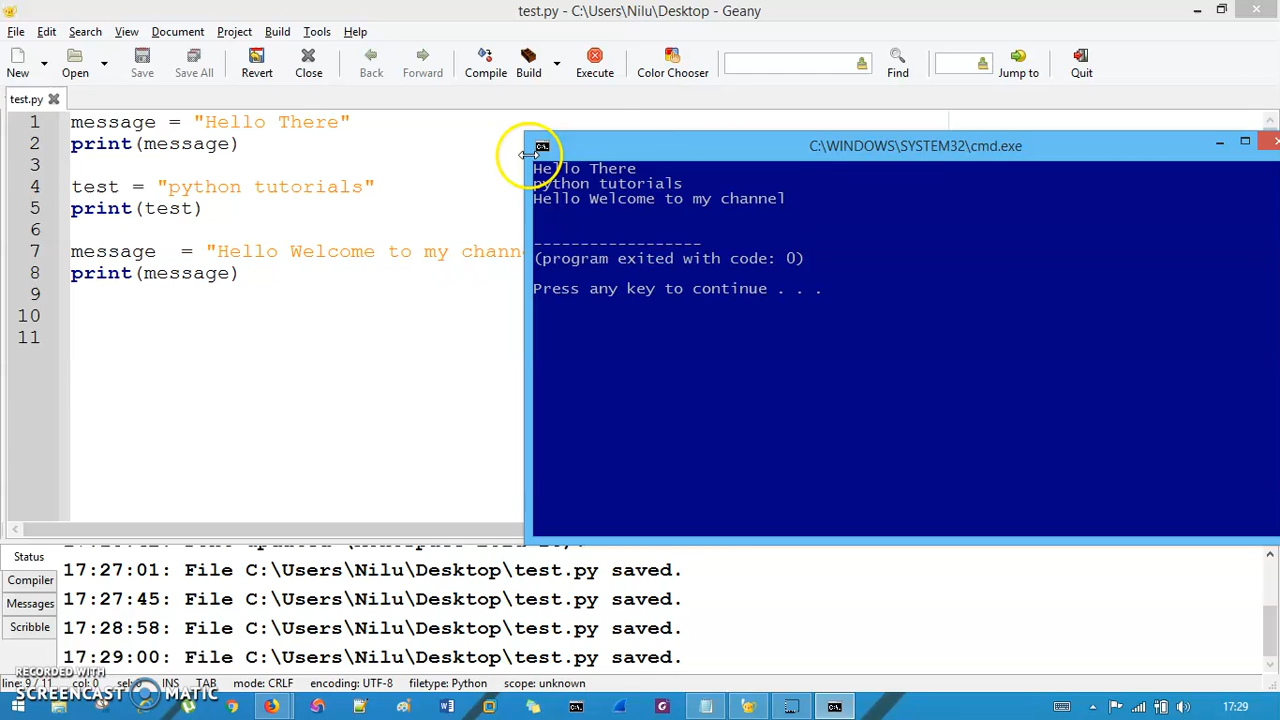 test.py - C:\Users\Nilu\Desktop - Geany
File Edit Search View Document Project Build Tools Help
New Open Save Save All Revert Close Back Forward Compile Build Execute Color Chooser Find Jump to Quit
test.py
1 message = "Hello There"
2 print(message)
3
4 test = "python tutorials"
5 print(test)
6
7 message  = "Hello Welcome to my chann
8 print(message)
9
10
11
C:\WINDOWS\SYSTEM32\cmd.exe
Hello There
python tutorials
Hello Welcome to my channel
------------------
(program exited with code: 0)
Press any key to continue . . .
Status
Compiler
Messages
Scribble
17:27:01: File C:\Users\Nilu\Desktop\test.py saved.
17:27:45: File C:\Users\Nilu\Desktop\test.py saved.
17:28:58: File C:\Users\Nilu\Desktop\test.py saved.
17:29:00: File C:\Users\Nilu\Desktop\test.py saved.
line: 9 / 11 col: 0 sel: 0 INS TAB mode: CRLF encoding: UTF-8 filetype: Python scope: unknown
RECORDED WITH
SCREENCAST MATIC
17:29